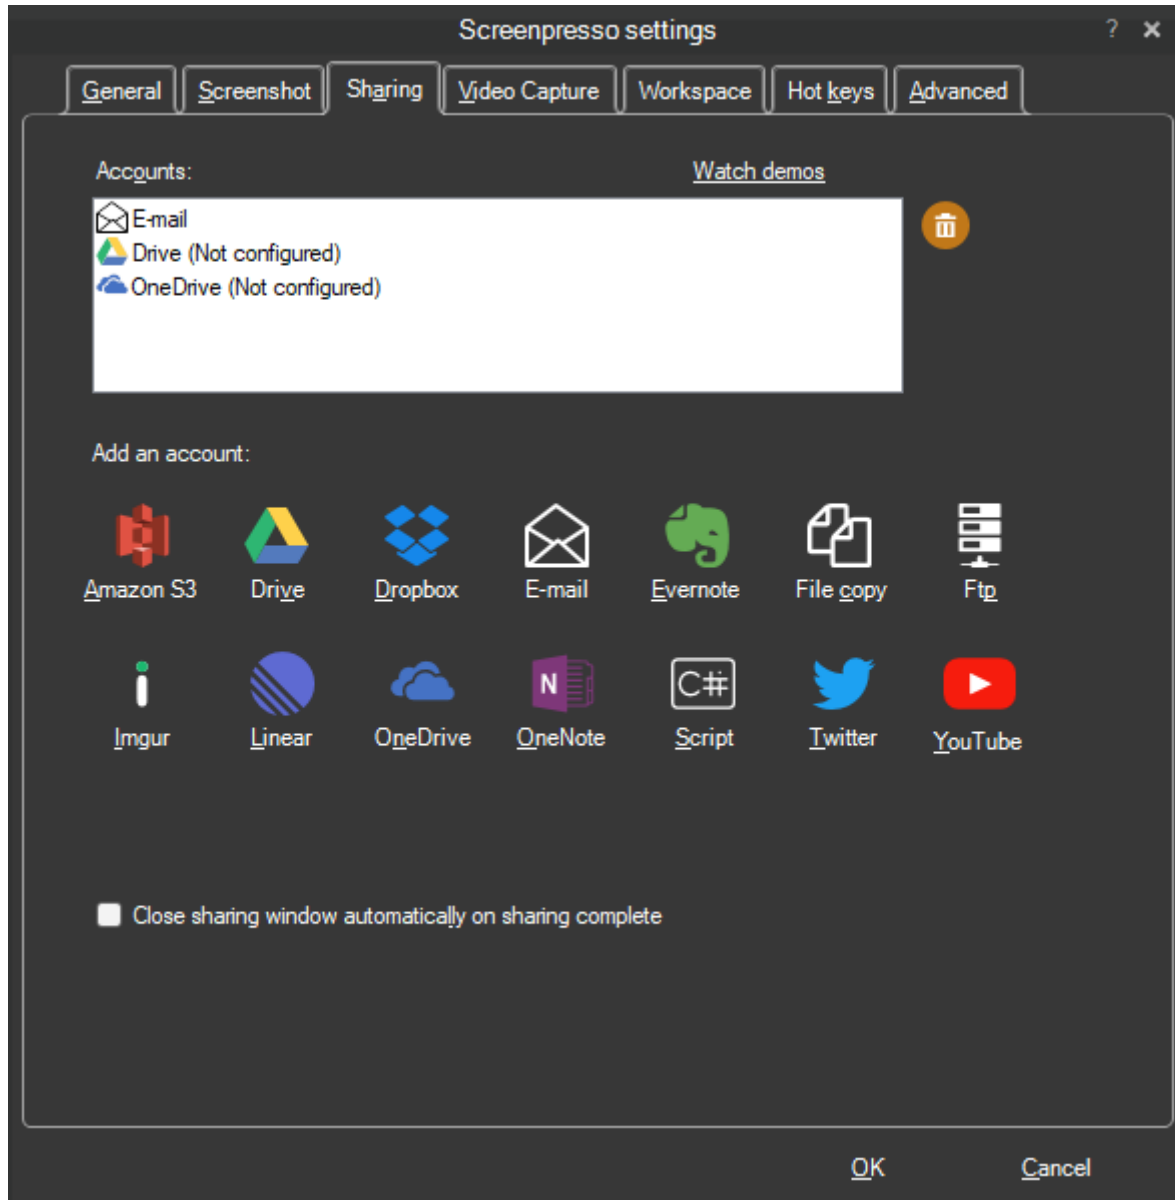 Screenpresso settings ?
General Screenshot Sharing Video Capture Workspace Hot keys Advanced
Accounts: Watch demos
E-mail
Drive (Not configured)
OneDrive (Not configured)
Add an account:
Amazon S3 Drive Dropbox E-mail Evernote File copy Ftp
N C#
Imgur Linear OneDrive OneNote Script Twitter YouTube
Close sharing window automatically on sharing complete
OK Cancel